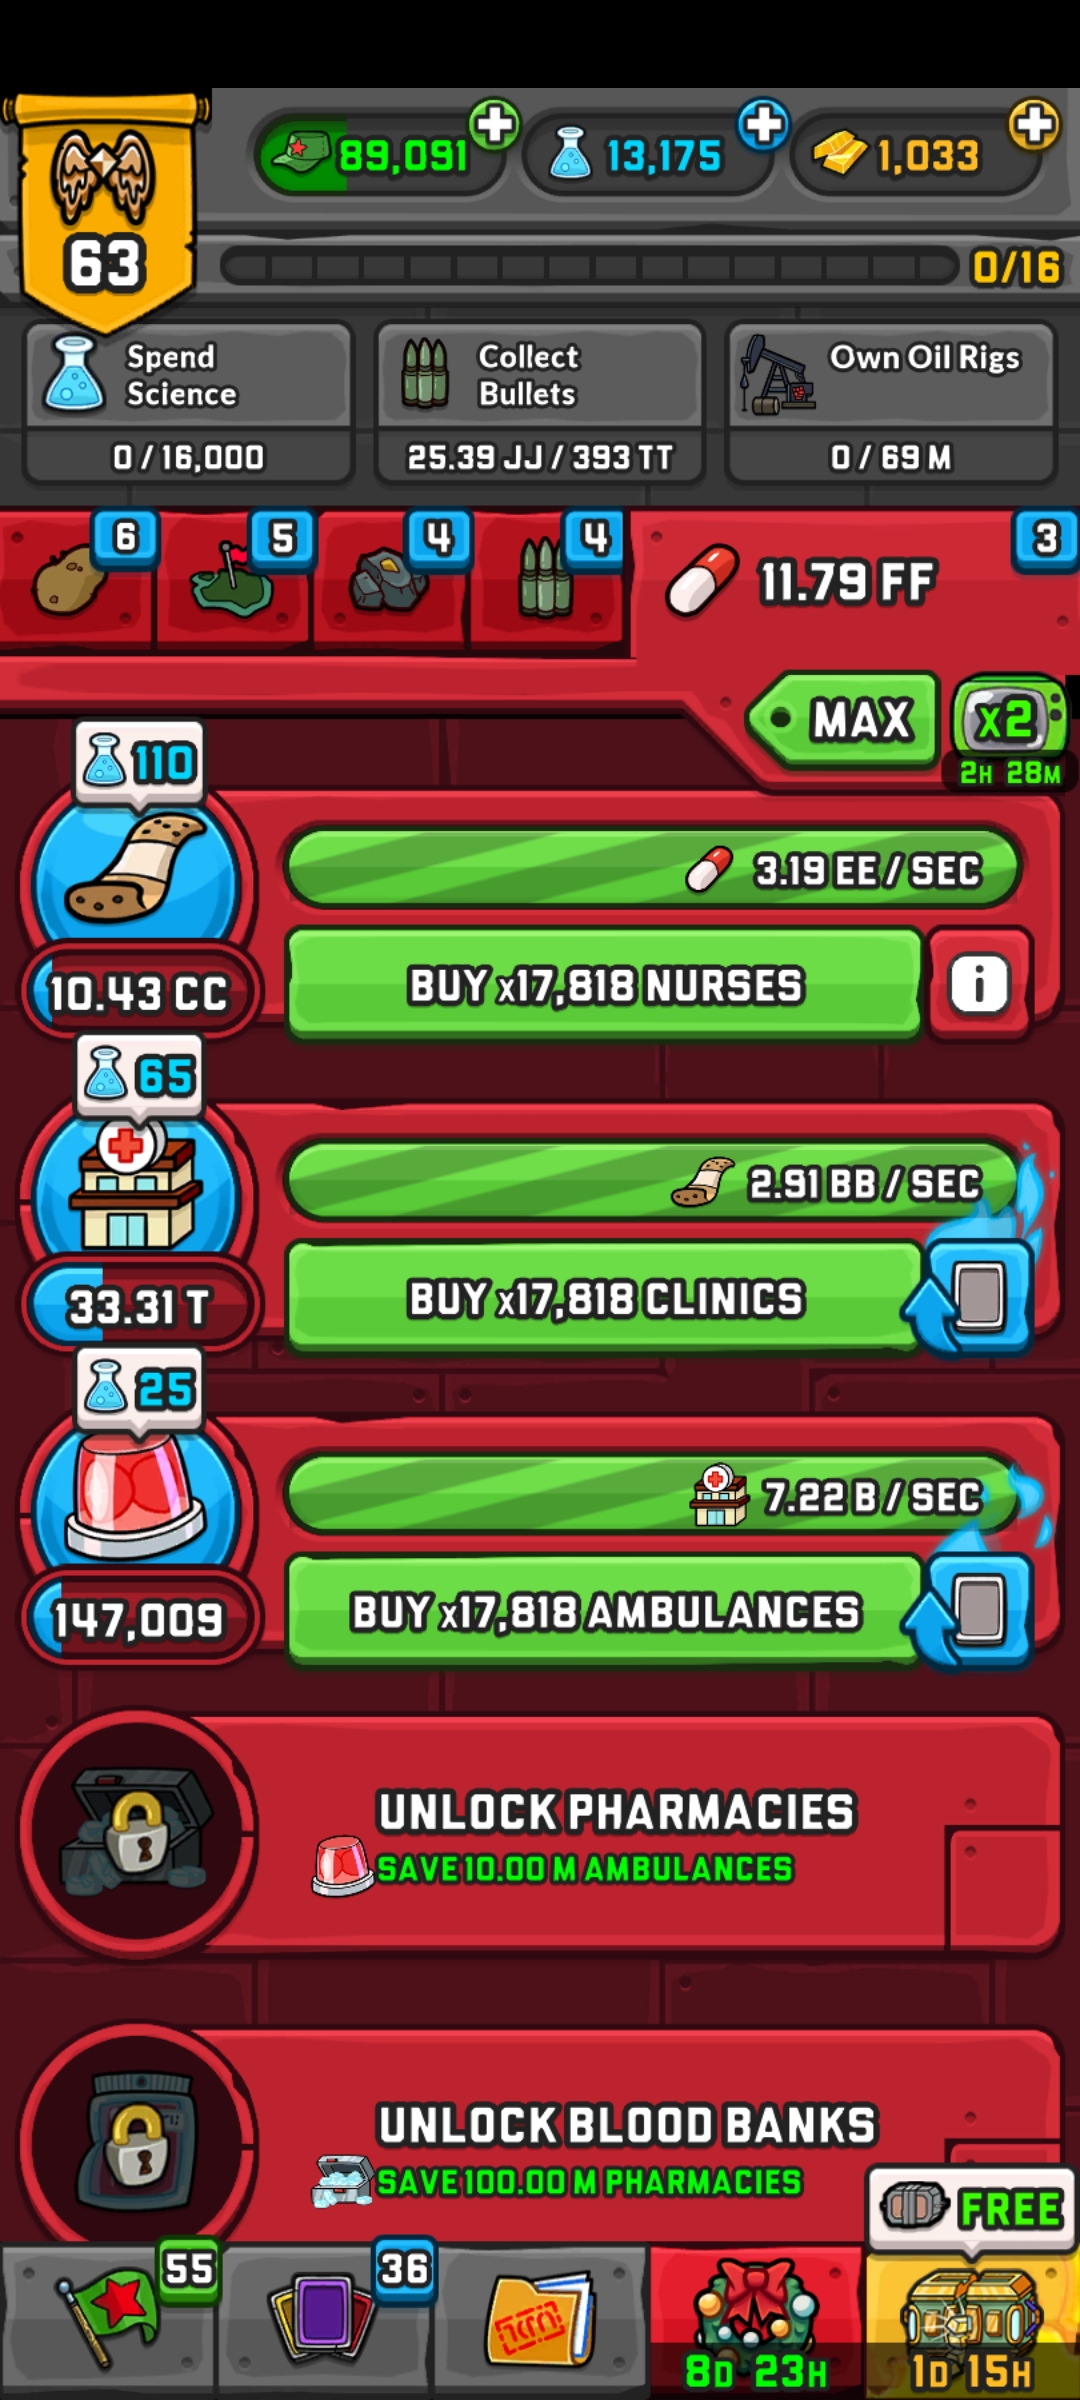 89,091
13,175
1,033
63
0/16
Spend
Science
0 / 16,000
Collect
Bullets
25.39 JJ / 393 TT
Own Oil Rigs
0 / 69 M
6
5
4
4
11.79 FF
3
MAX
x2
2H 28M
110
3.19 EE / SEC
10.43 CC
BUY x17,818 NURSES
i
65
2.91 BB / SEC
33.31 T
BUY x17,818 CLINICS
25
7.22 B / SEC
147,009
BUY x17,818 AMBULANCES
UNLOCK PHARMACIES
SAVE 10.00 M AMBULANCES
UNLOCK BLOOD BANKS
SAVE 100.00 M PHARMACIES
FREE
55
36
8D 23H
1D 15H